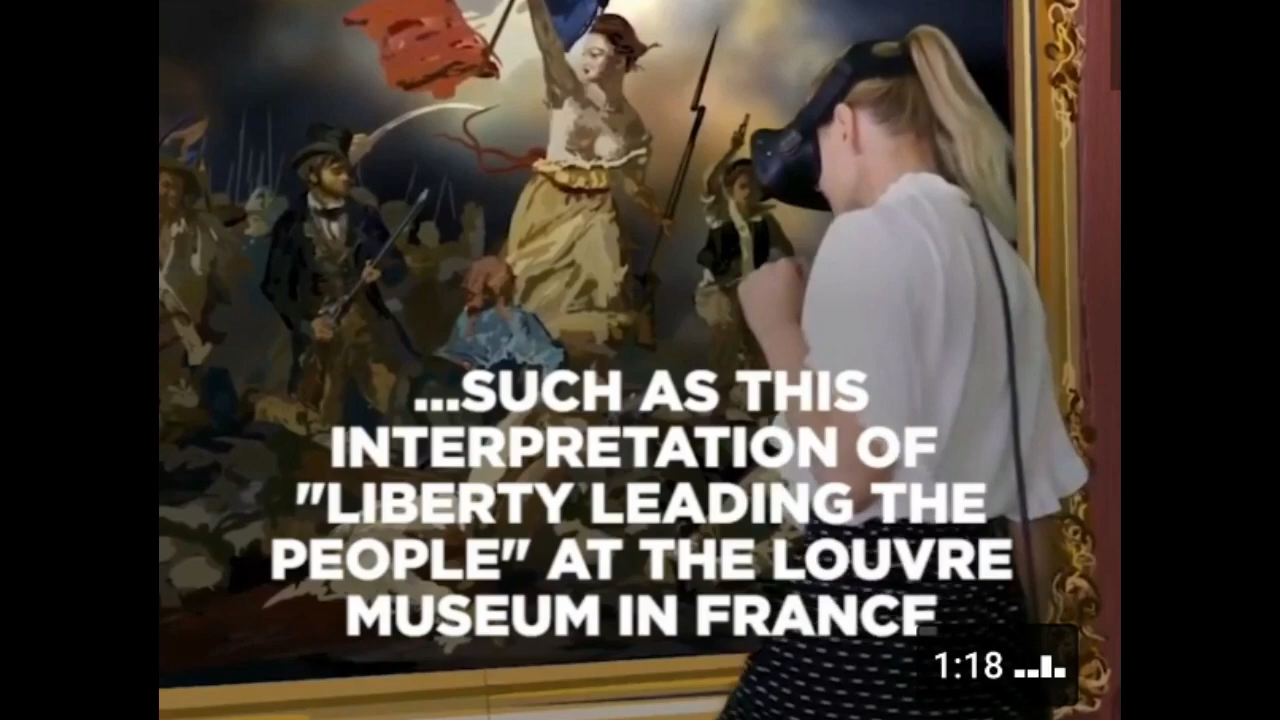 ...SUCH AS THIS
INTERPRETATION OF
"LIBERTY LEADING THE
PEOPLE" AT THE LOUVRE
MUSEUM IN FRANCE
1:18